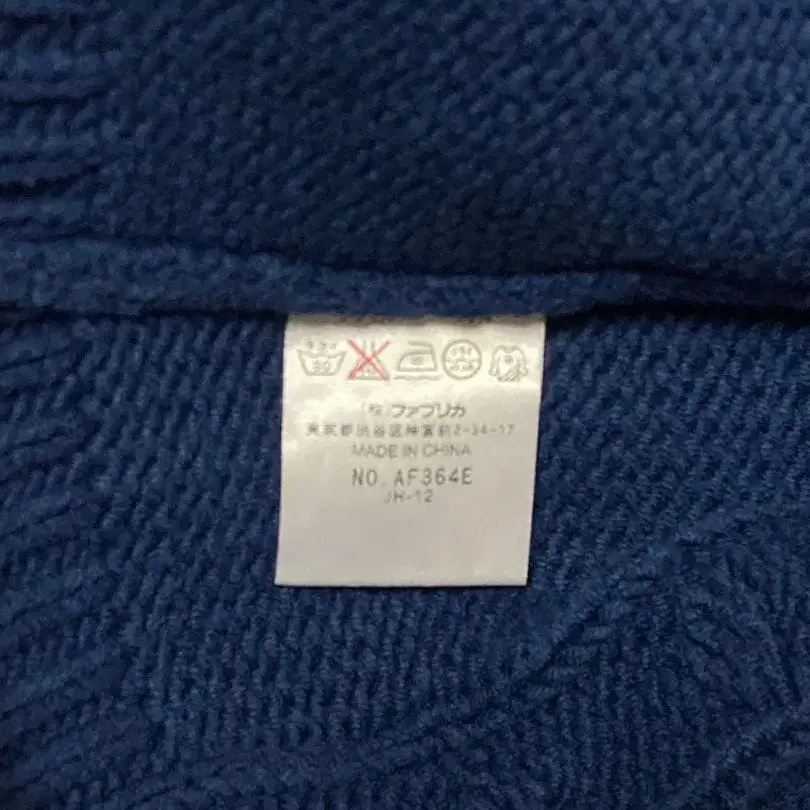 30
(株)ファブリカ
東京都渋谷区神宮前2-34-17
MADE IN CHINA
NO. AF364E
JH-12